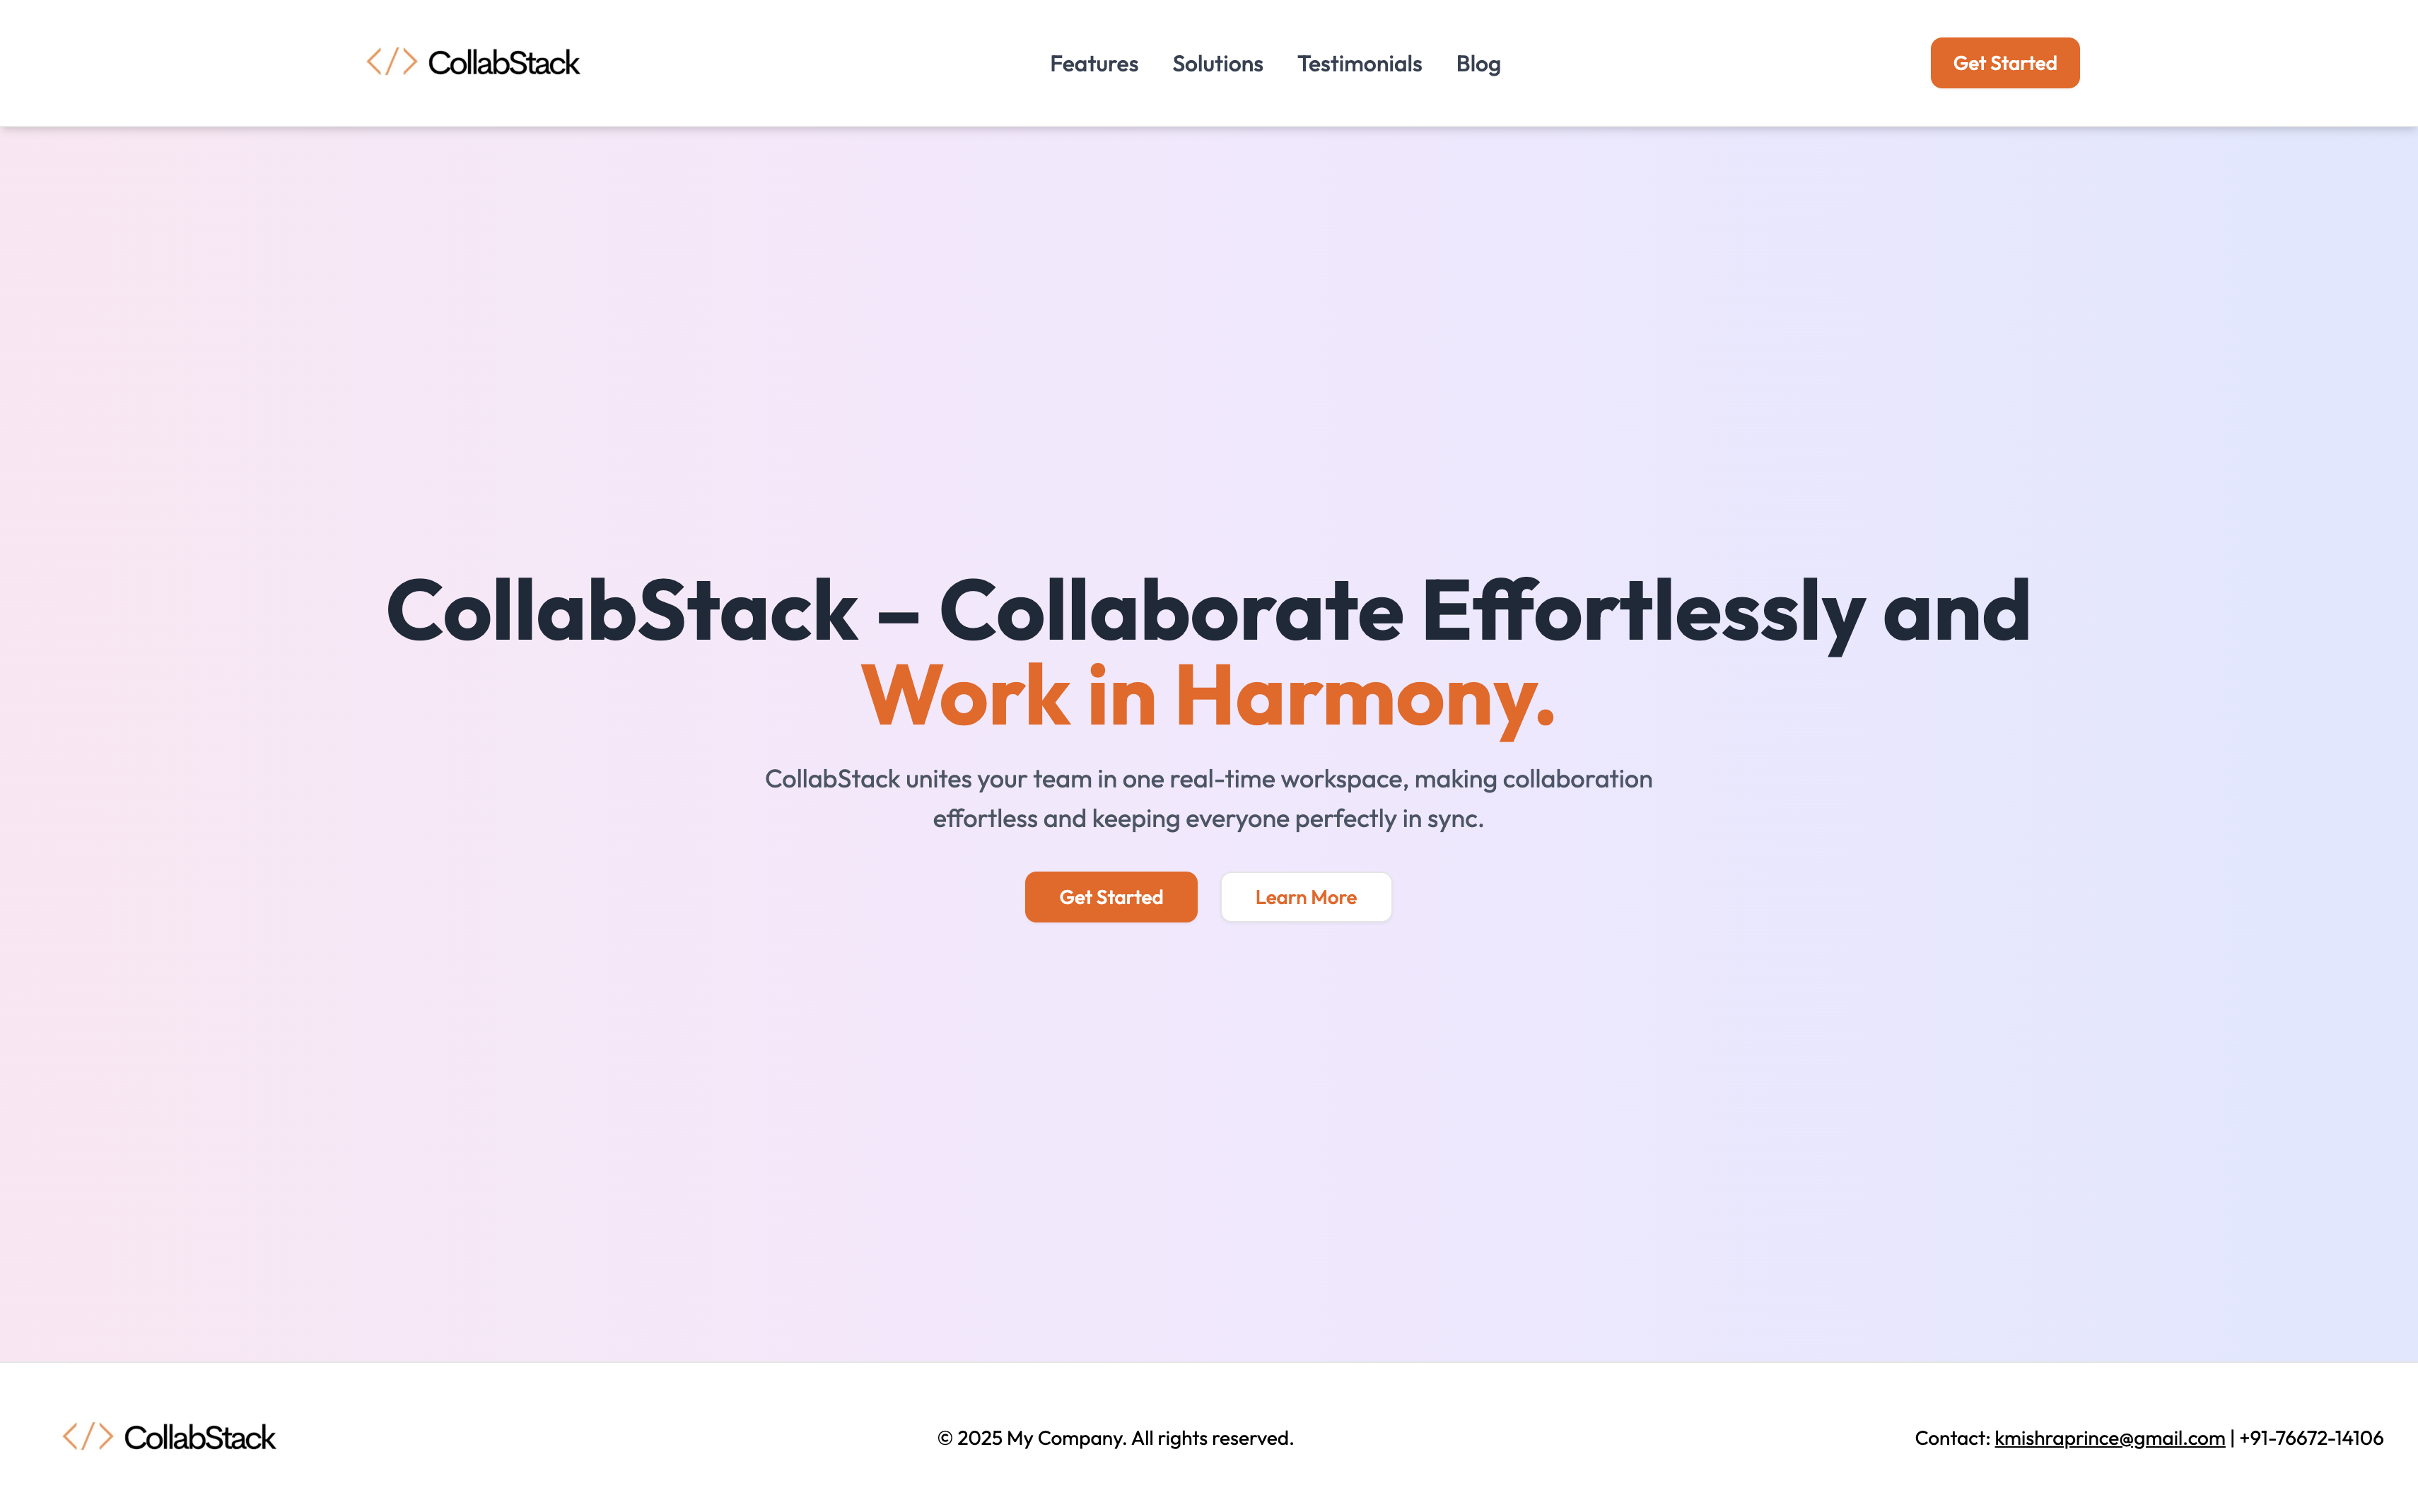 </> CollabStack
Features Solutions Testimonials Blog
Get Started
CollabStack – Collaborate Effortlessly and
Work in Harmony.
CollabStack unites your team in one real-time workspace, making collaboration
effortless and keeping everyone perfectly in sync.
Get Started
Learn More
</> CollabStack
© 2025 My Company. All rights reserved.
Contact: kmishraprince@gmail.com | +91-76672-14106